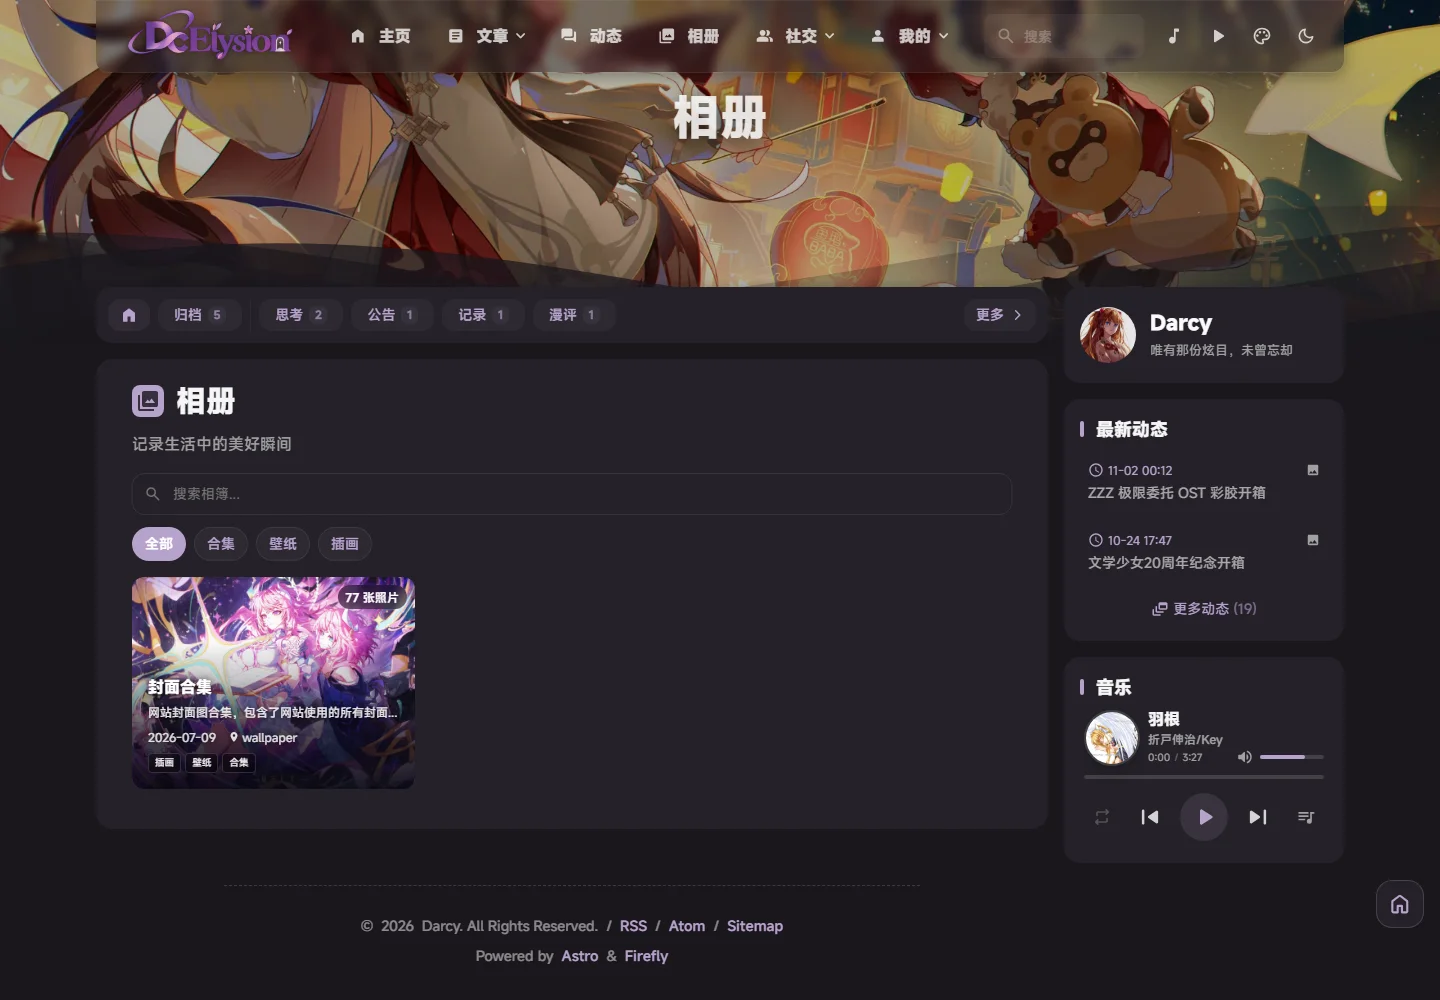 DcElysion 主页 文章 动态 相册 社交 我的 搜索
相册
归档 5 思考 2 公告 1 记录 1 漫评 1 更多
相册
记录生活中的美好瞬间
搜索相簿...
全部 合集 壁纸 插画
77 张照片
封面合集
网站封面图合集，包含了网站使用的所有封面...
2026-07-09 wallpaper
插画 壁纸 合集
Darcy
唯有那份炫目，未曾忘却
最新动态
11-02 00:12
ZZZ 极限委托 OST 彩胶开箱
10-24 17:47
文学少女20周年纪念开箱
更多动态 (19)
音乐
羽根
折戸伸治/Key
0:00 / 3:27
© 2026 Darcy. All Rights Reserved. / RSS / Atom / Sitemap
Powered by Astro & Firefly